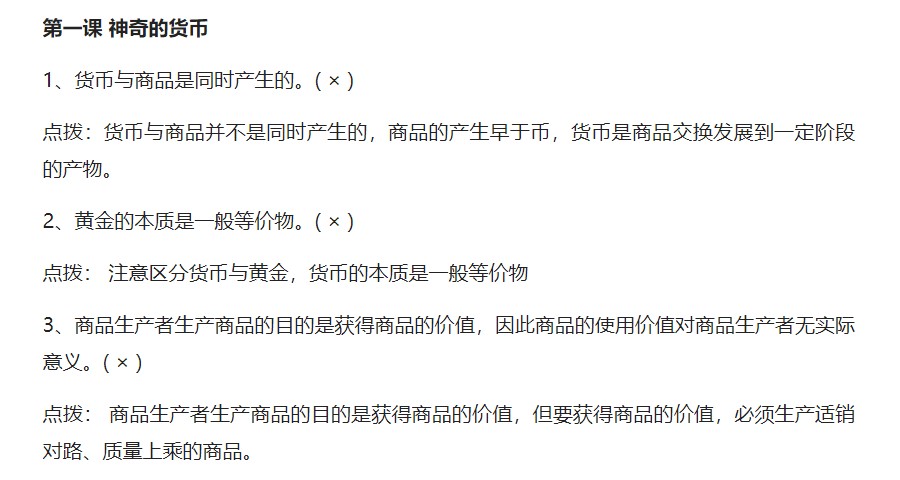 第一课 神奇的货币
1、货币与商品是同时产生的。( × )
点拨：货币与商品并不是同时产生的，商品的产生早于币，货币是商品交换发展到一定阶段
的产物。
2、黄金的本质是一般等价物。( × )
点拨： 注意区分货币与黄金，货币的本质是一般等价物
3、商品生产者生产商品的目的是获得商品的价值，因此商品的使用价值对商品生产者无实际
意义。( × )
点拨： 商品生产者生产商品的目的是获得商品的价值，但要获得商品的价值，必须生产适销
对路、质量上乘的商品。